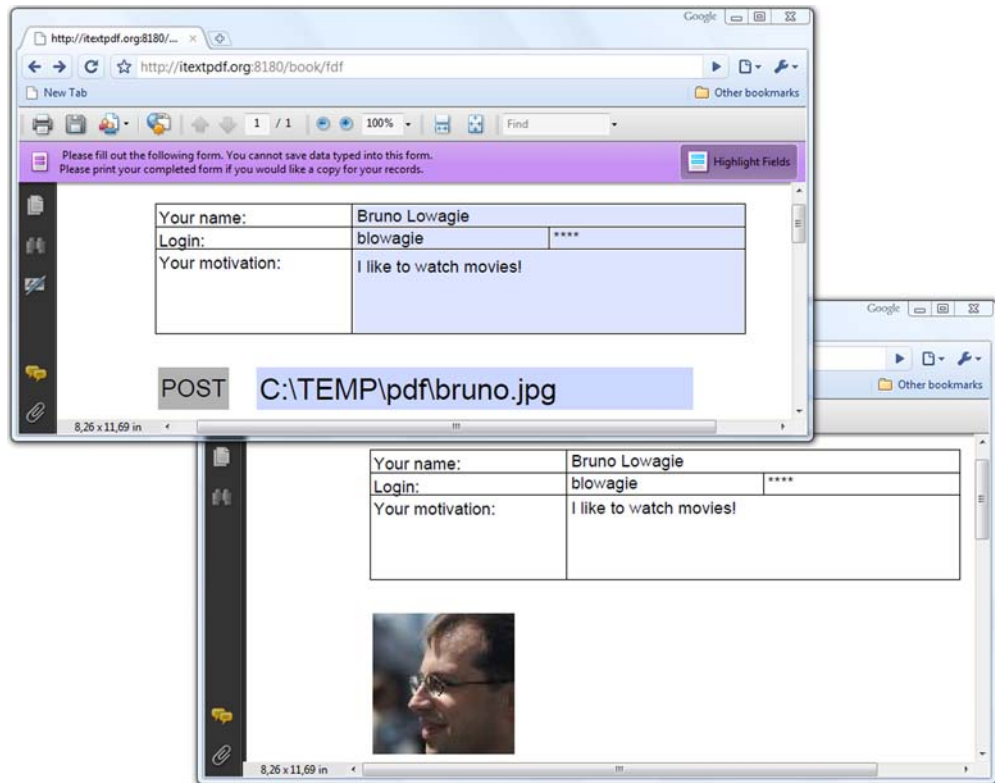 Google
http://itextpdf.org:8180/...
http://itextpdf.org:8180/book/fdf
New Tab
Other bookmarks
1 / 1
100%
Find
Please fill out the following form. You cannot save data typed into this form.
Please print your completed form if you would like a copy for your records.
Highlight Fields
Your name: Bruno Lowagie
Login: blowagie ****
Your motivation: I like to watch movies!
POST C:\TEMP\pdf\bruno.jpg
8,26 x 11,69 in
Google
Other bookmarks
Your name: Bruno Lowagie
Login: blowagie ****
Your motivation: I like to watch movies!
8,26 x 11,69 in